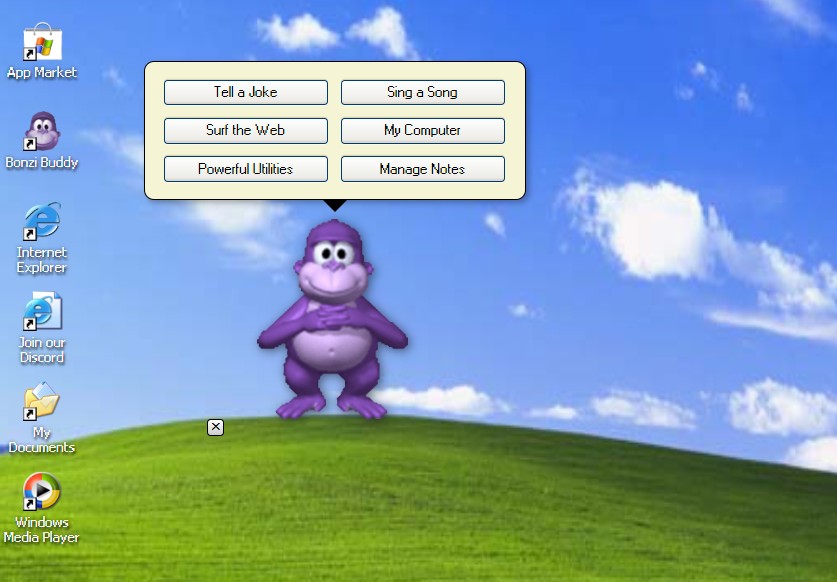 App Market
Bonzi Buddy
Internet
Explorer
Join our
Discord
My
Documents
Windows
Media Player
Tell a Joke
Sing a Song
Surf the Web
My Computer
Powerful Utilities
Manage Notes